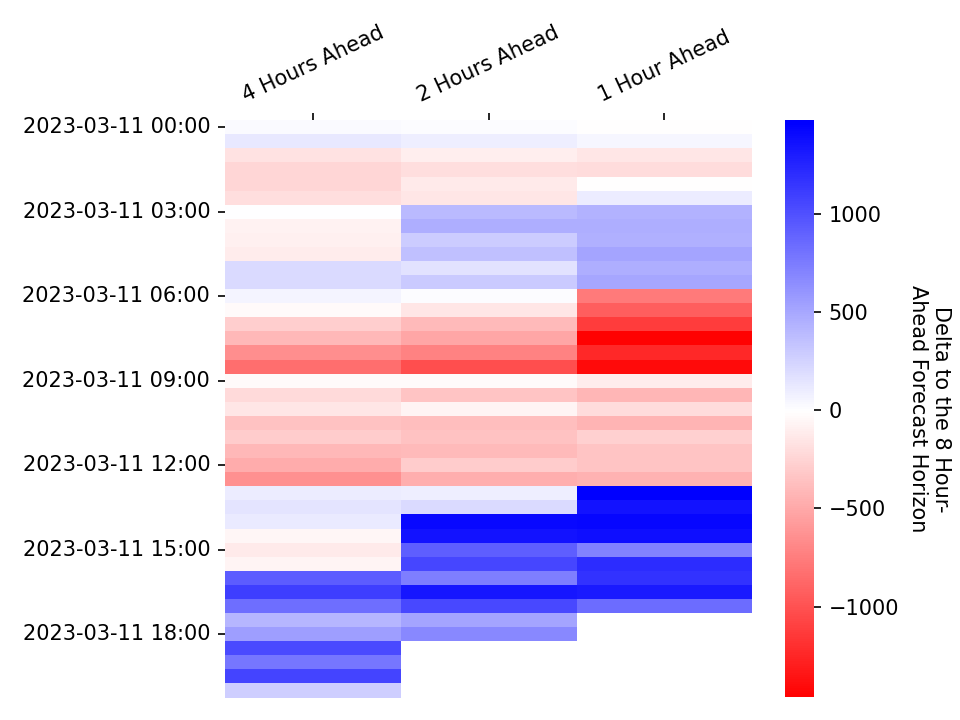 4 Hours Ahead
2 Hours Ahead
1 Hour Ahead
2023-03-11 00:00
2023-03-11 03:00
2023-03-11 06:00
2023-03-11 09:00
2023-03-11 12:00
2023-03-11 15:00
2023-03-11 18:00
1000
500
0
−500
−1000
Delta to the 8 Hour-
Ahead Forecast Horizon